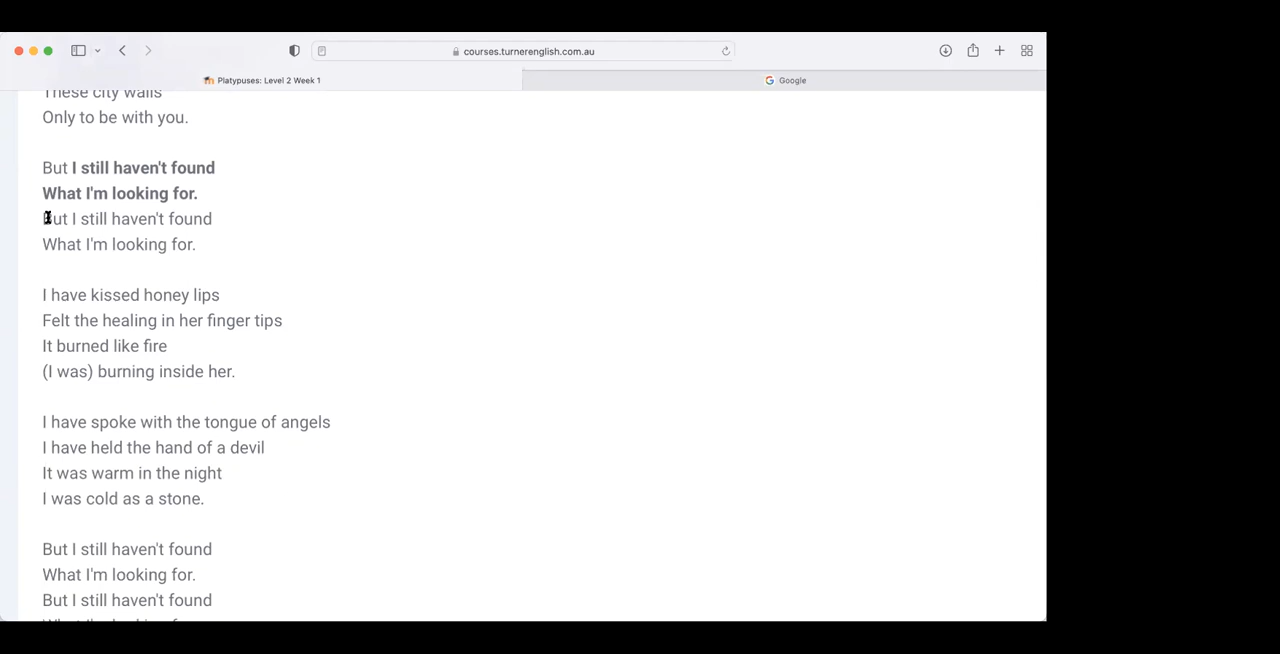 courses.turnerenglish.com.au
Platypuses: Level 2 Week 1
Google
These city walls
Only to be with you.
But I still haven't found
What I'm looking for.
But I still haven't found
What I'm looking for.
I have kissed honey lips
Felt the healing in her finger tips
It burned like fire
(I was) burning inside her.
I have spoke with the tongue of angels
I have held the hand of a devil
It was warm in the night
I was cold as a stone.
But I still haven't found
What I'm looking for.
But I still haven't found